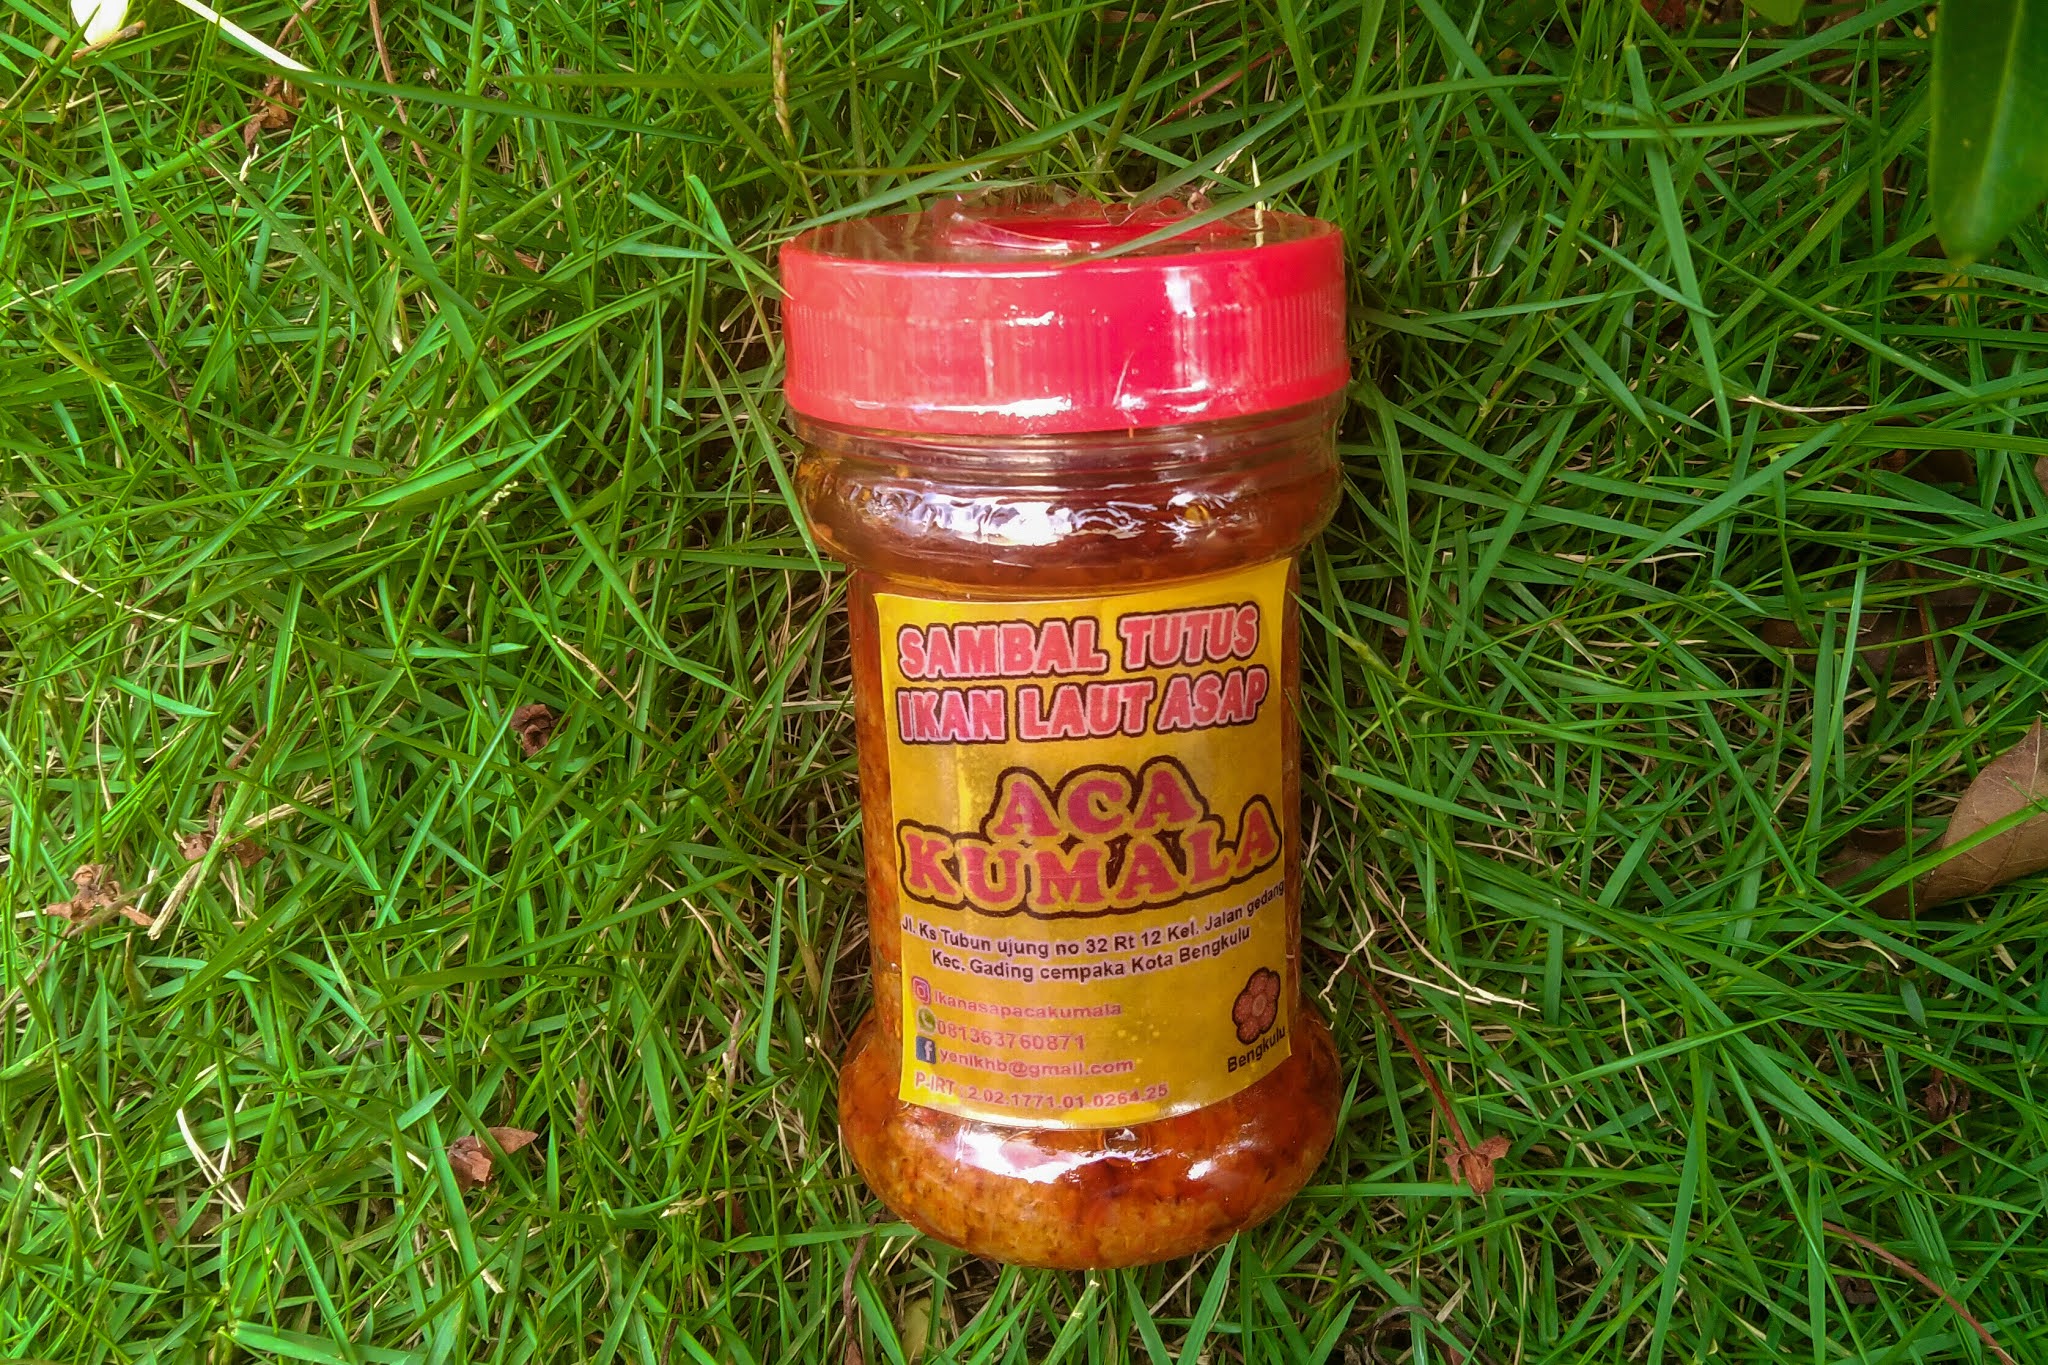 SAMBAL TUTUS
IKAN LAUT ASAP
ACA
KUMALA
Jl. Ks Tubun ujung no 32 Rt 12 Kel. Jalan gedang
Kec. Gading cempaka Kota Bengkulu
ikanasapacakumala
081363760871
yenikhb@gmail.com
P-IRT 2.02.1771.01.0264.25
Bengkulu